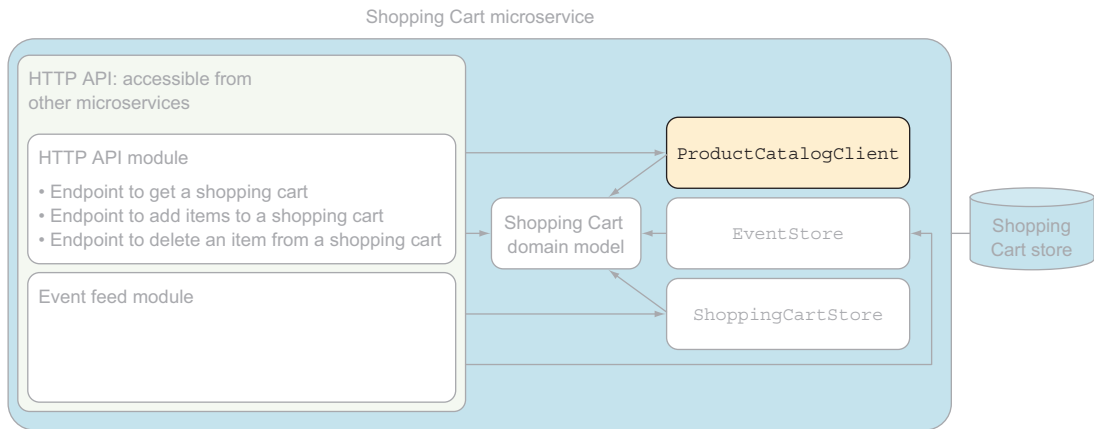 Shopping Cart microservice
HTTP API: accessible from
other microservices
HTTP API module
• Endpoint to get a shopping cart
• Endpoint to add items to a shopping cart
• Endpoint to delete an item from a shopping cart
Event feed module
Shopping Cart
domain model
ProductCatalogClient
EventStore
ShoppingCartStore
Shopping
Cart store